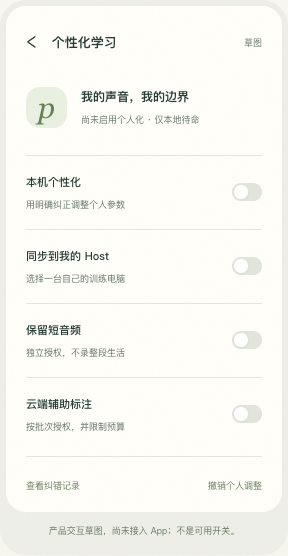 个性化学习
草图
p
我的声音，我的边界
尚未启用个人化 · 仅本地待命
本机个性化
用明确纠正调整个人参数
同步到我的 Host
选择一台自己的训练电脑
保留短音频
独立授权，不录整段生活
云端辅助标注
按批次授权，并限制预算
查看纠错记录
撤销个人调整
产品交互草图，尚未接入 App；不是可用开关。